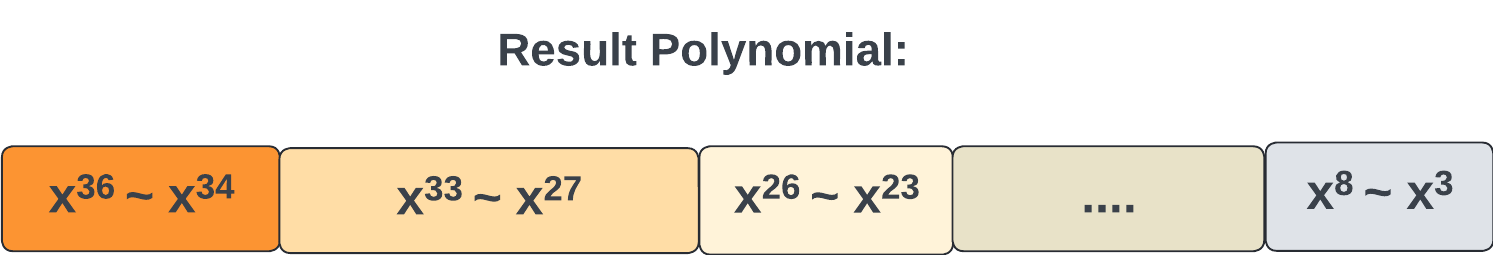 Result Polynomial:
x³⁶ ~ x³⁴ x³³ ~ x²⁷ x²⁶ ~ x²³ .... x⁸ ~ x³